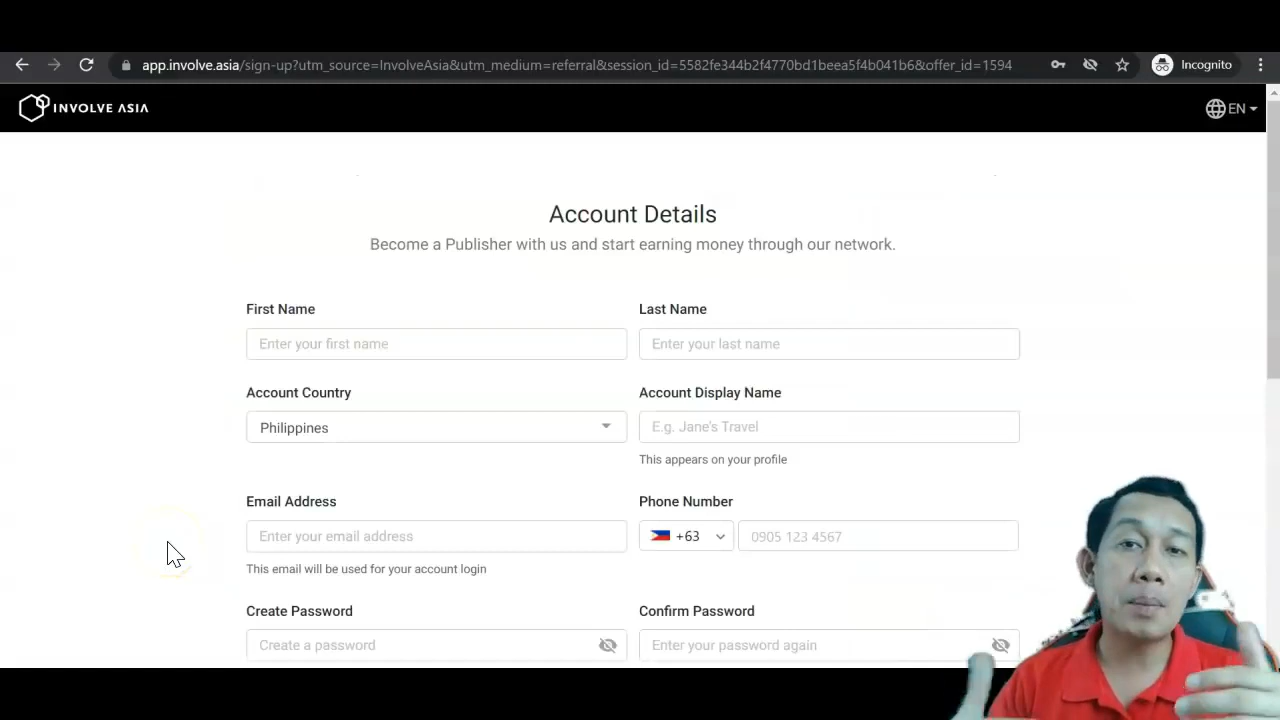 app.involve.asia/sign-up?utm_source=InvolveAsia&utm_medium=referral&session_id=5582fe344b2f4770bd1beea5f4b041b6&offer_id=1594
Incognito
INVOLVE ASIA
EN
Account Details
Become a Publisher with us and start earning money through our network.
First Name
Last Name
Enter your first name
Enter your last name
Account Country
Account Display Name
Philippines
E.g. Jane's Travel
This appears on your profile
Email Address
Phone Number
Enter your email address
+63
0905 123 4567
This email will be used for your account login
Create Password
Confirm Password
Create a password
Enter your password again